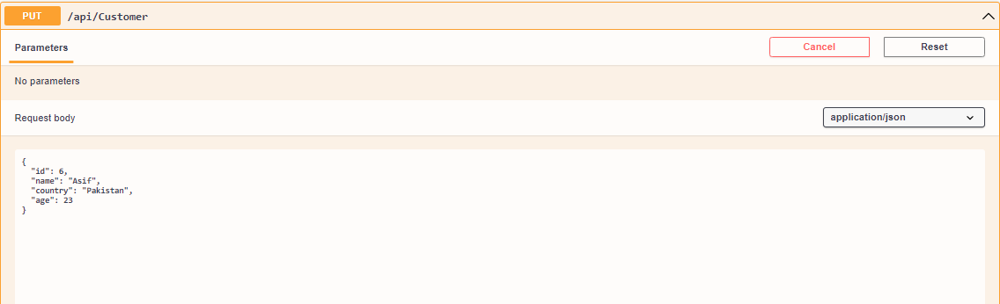 PUT /api/Customer
Parameters Cancel Reset
No parameters
Request body application/json
{
  "id": 6,
  "name": "Asif",
  "country": "Pakistan",
  "age": 23
}